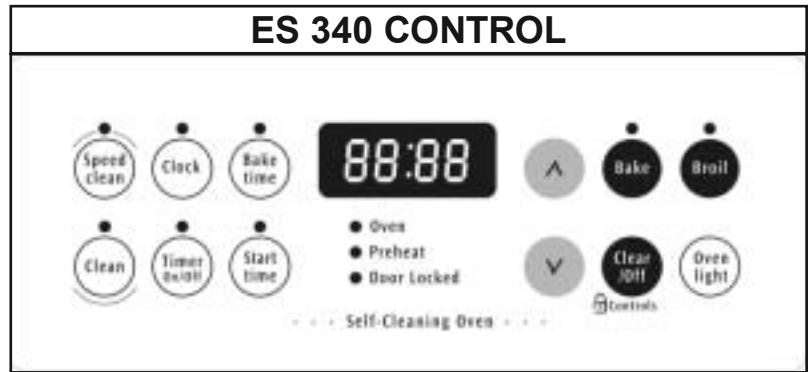 ES 340 CONTROL
Speed
clean
Clock
Bake
time
88:88
^
Bake
Broil
Clean
Timer
On/Off
Start
time
Oven
Preheat
Door Locked
v
Clear
/Off
Oven
light
Controls
Self-Cleaning Oven